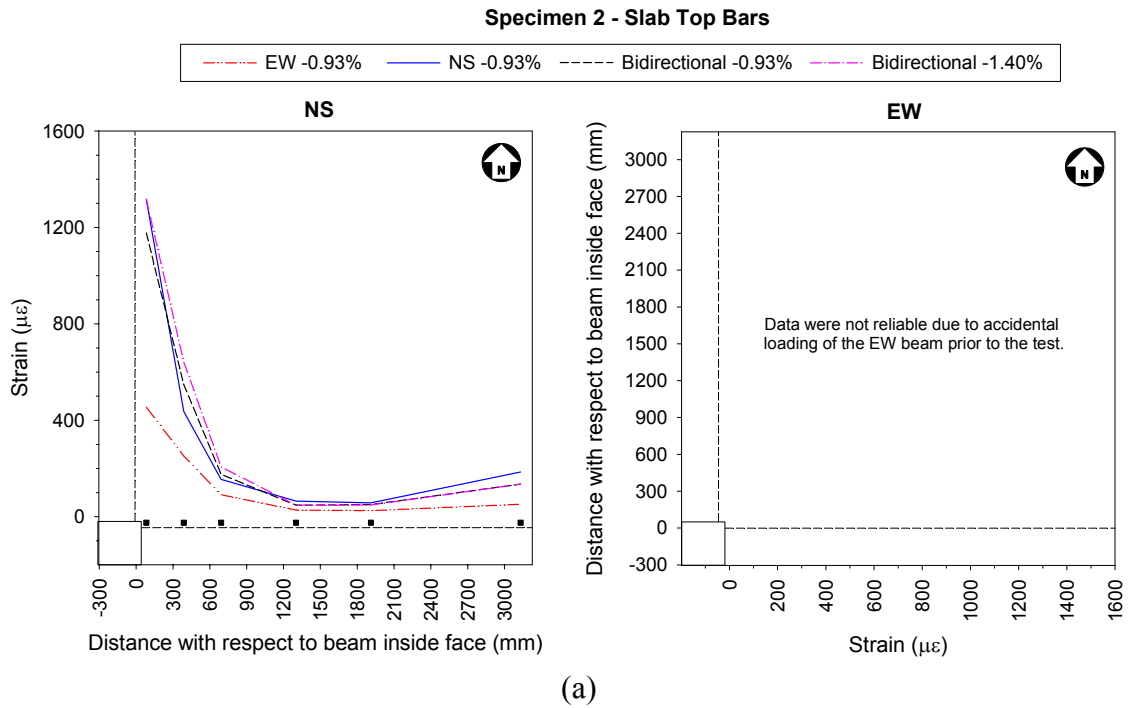 Specimen 2 - Slab Top Bars
EW -0.93% NS -0.93% Bidirectional -0.93% Bidirectional -1.40%
NS
1600
1200
800
400
0
Strain (με)
N
-300 0 300 600 900 1200 1500 1800 2100 2400 2700 3000
Distance with respect to beam inside face (mm)
EW
3000
2700
2400
2100
1800
1500
1200
900
600
300
0
-300
Distance with respect to beam inside face (mm)
N
Data were not reliable due to accidental
loading of the EW beam prior to the test.
0 200 400 600 800 1000 1200 1400 1600
Strain (με)
(a)